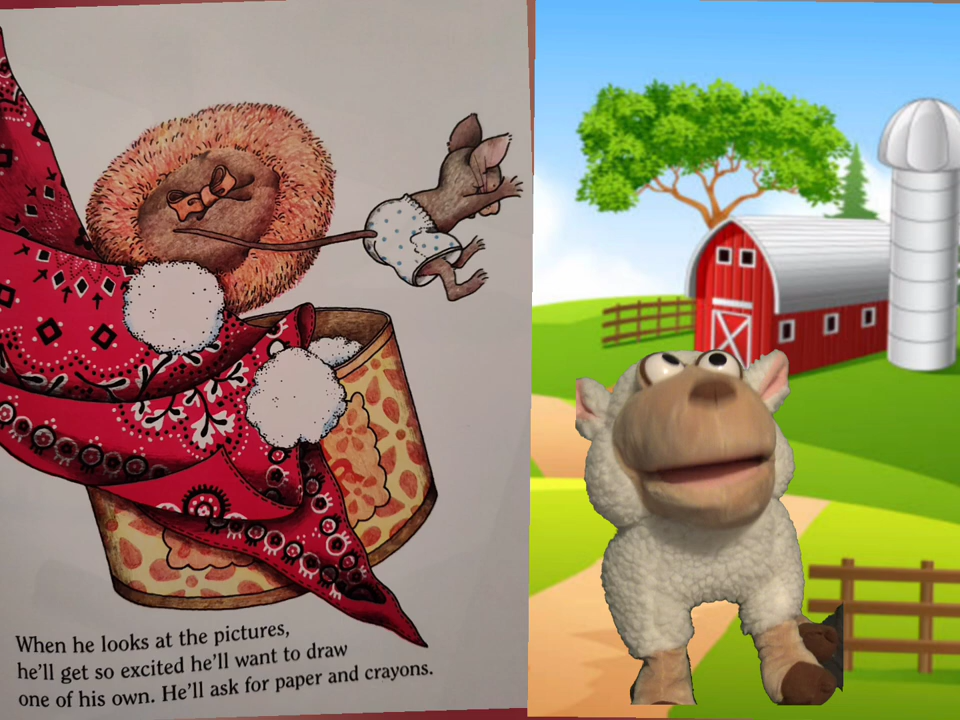 When he looks at the pictures,
he'll get so excited he'll want to draw
one of his own. He'll ask for paper and crayons.